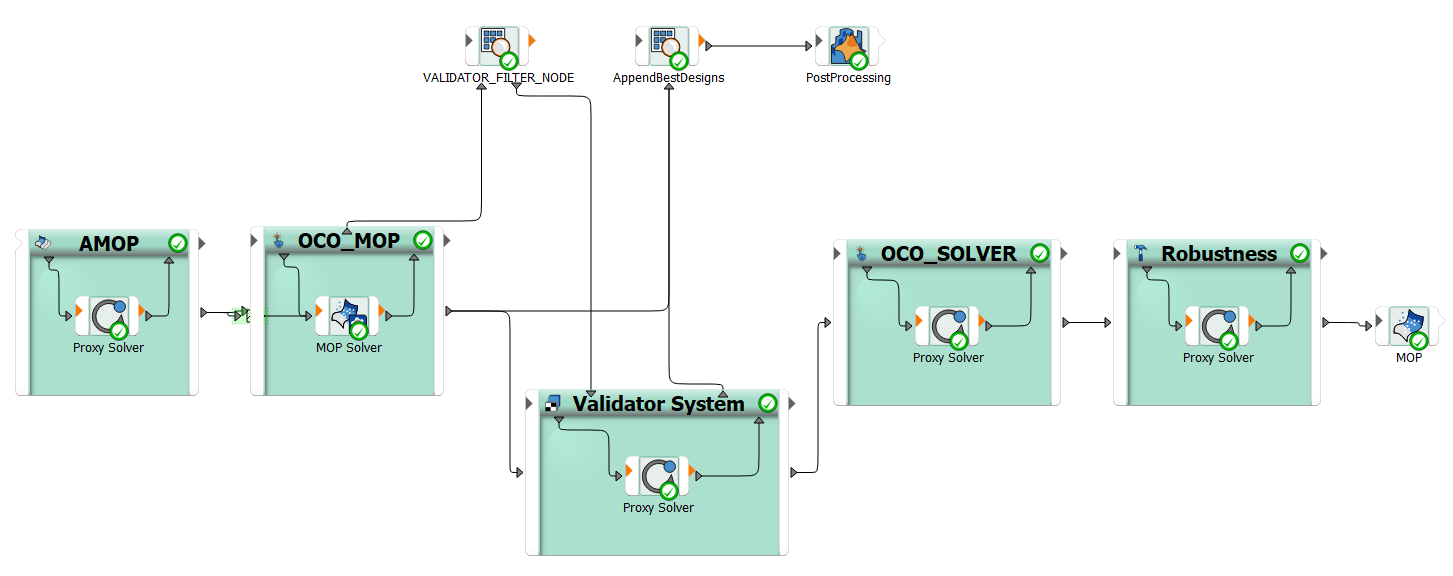 VALIDATOR_FILTER_NODE
AppendBestDesigns
PostProcessing
AMOP
Proxy Solver
OCO_MOP
MOP Solver
Validator System
Proxy Solver
OCO_SOLVER
Proxy Solver
Robustness
Proxy Solver
MOP